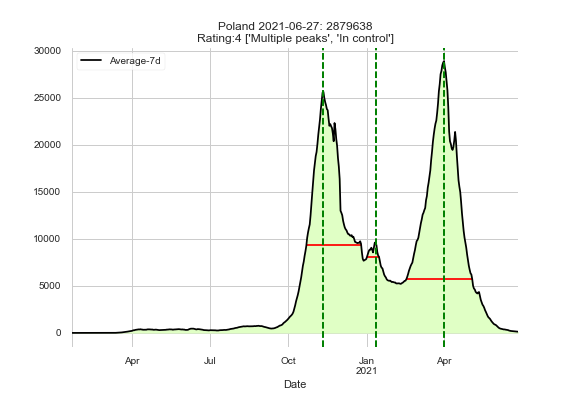 Poland 2021-06-27: 2879638
Rating:4 ['Multiple peaks', 'In control']
Average-7d
30000
25000
20000
15000
10000
5000
0
Apr
Jul
Oct
Jan
2021
Apr
Date